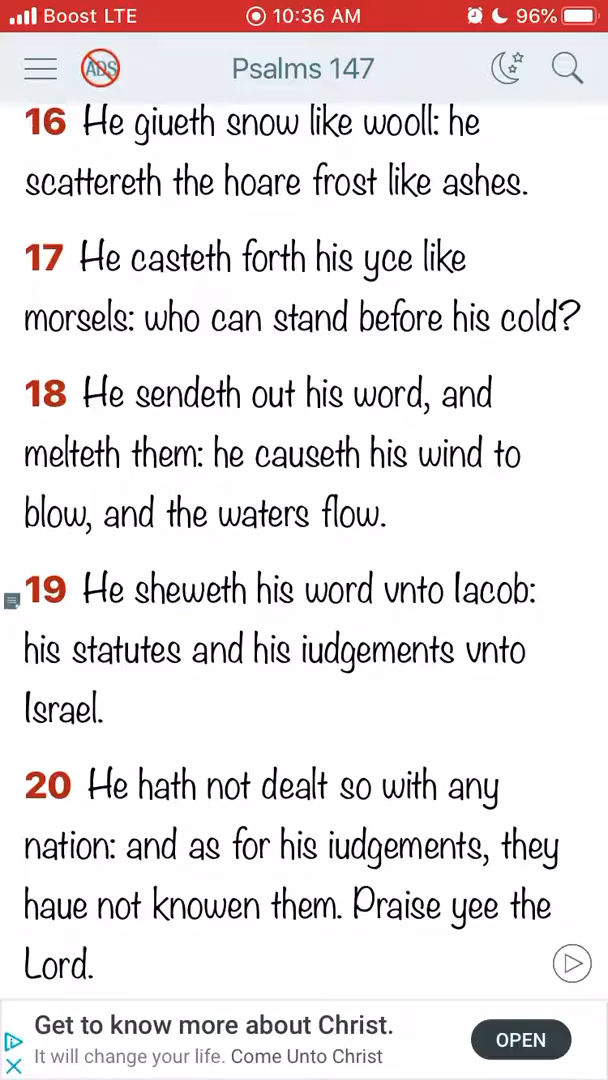 Boost LTE 10:36 AM 96%
ADS Psalms 147
16 He giueth snow like wooll: he
scattereth the hoare frost like ashes.
17 He casteth forth his yce like
morsels: who can stand before his cold?
18 He sendeth out his word, and
melteth them: he causeth his wind to
blow, and the waters flow.
19 He sheweth his word vnto Iacob:
his statutes and his iudgements vnto
Israel.
20 He hath not dealt so with any
nation: and as for his iudgements, they
haue not knowen them. Praise yee the
Lord.
Get to know more about Christ.
It will change your life. Come Unto Christ
OPEN